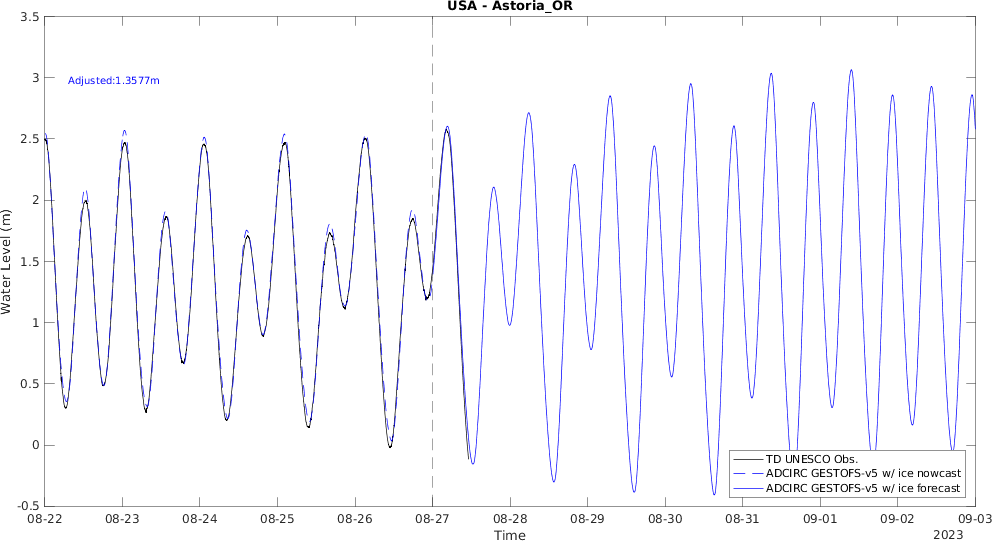 USA - Astoria_OR
Adjusted:1.3577m
Water Level (m)
3.5
3
2.5
2
1.5
1
0.5
0
-0.5
TD UNESCO Obs.
ADCIRC GESTOFS-v5 w/ ice nowcast
ADCIRC GESTOFS-v5 w/ ice forecast
08-22 08-23 08-24 08-25 08-26 08-27 08-28 08-29 08-30 08-31 09-01 09-02 09-03
Time
2023